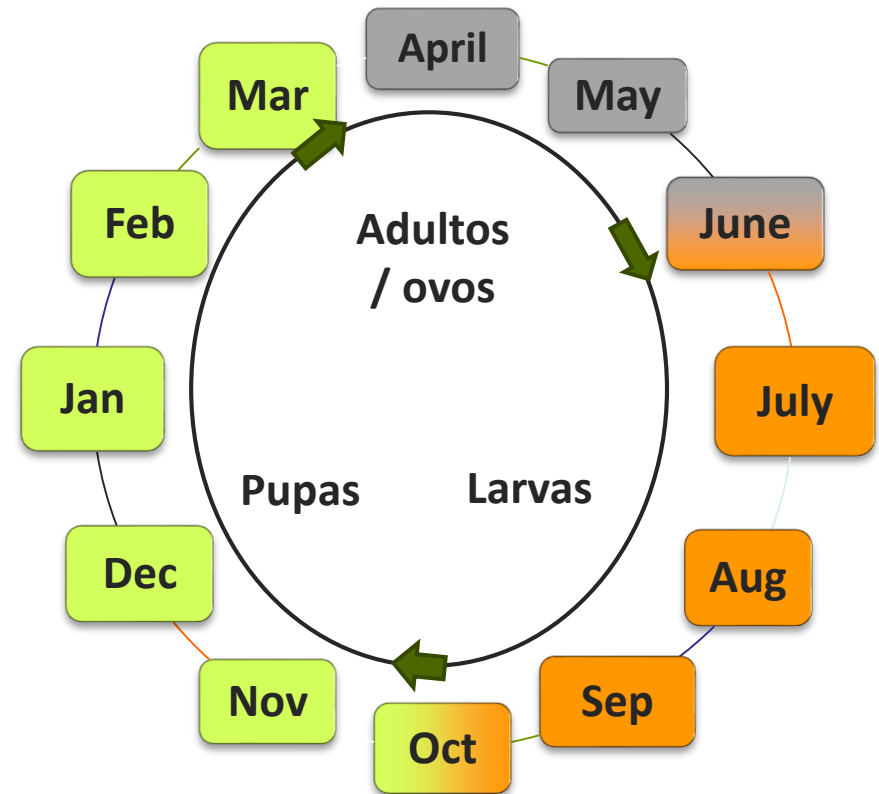 April
May
June
July
Aug
Sep
Oct
Nov
Dec
Jan
Feb
Mar
Adultos
/ ovos
Larvas
Pupas